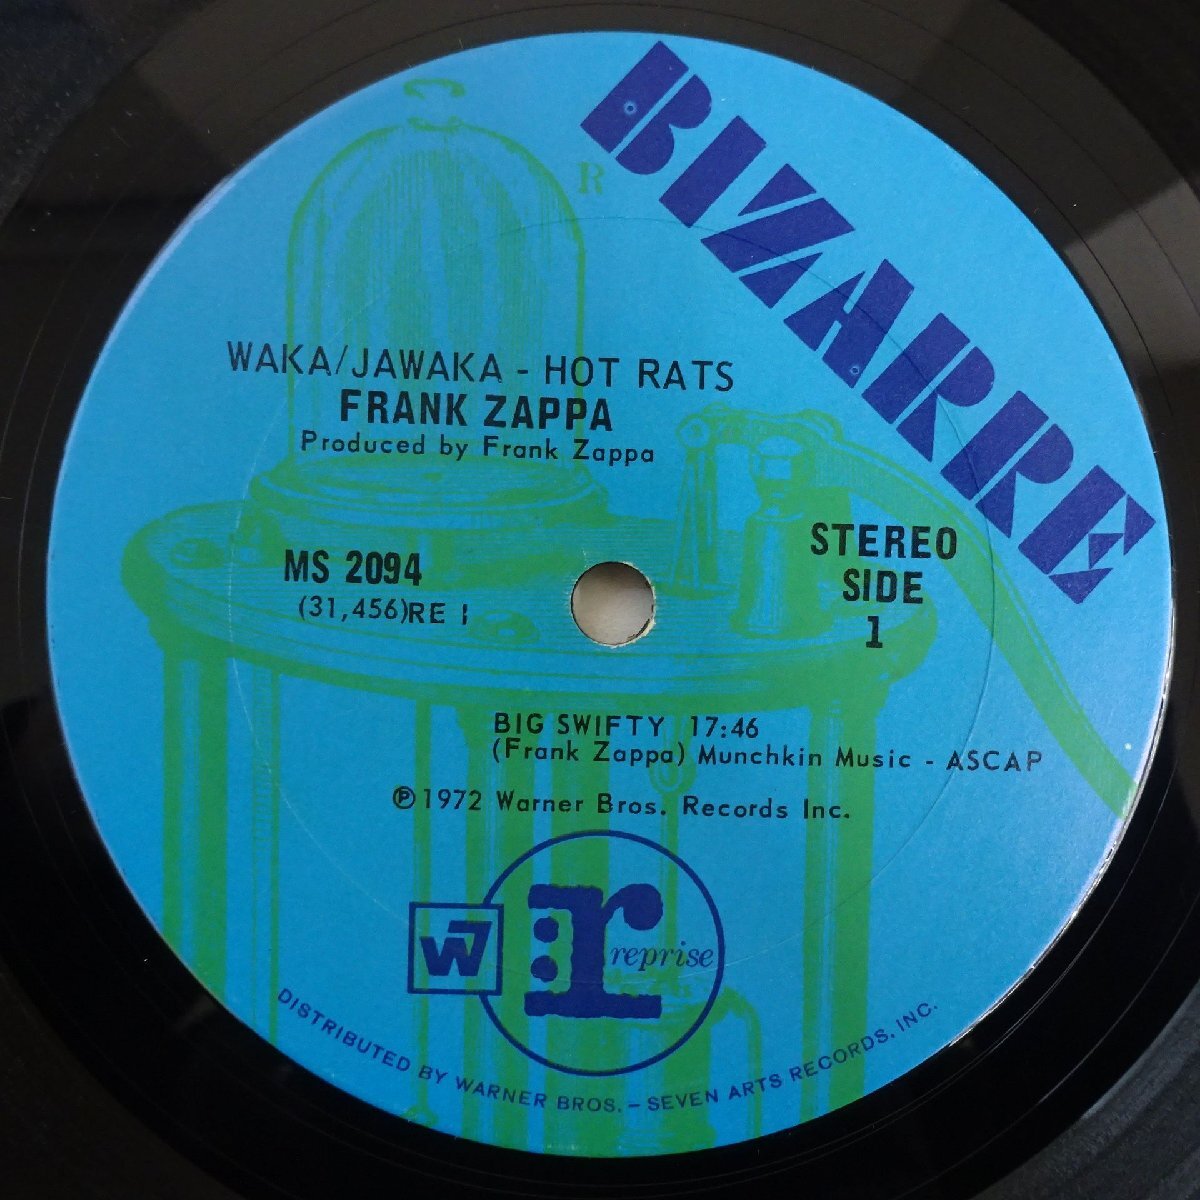 BIZARRE
R
WAKA/JAWAKA - HOT RATS
FRANK ZAPPA
Produced by Frank Zappa
MS 2094
(31,456)RE 1
STEREO
SIDE
1
BIG SWIFTY 17:46
(Frank Zappa) Munchkin Music - ASCAP
℗1972 Warner Bros. Records Inc.
W7
r: reprise
DISTRIBUTED BY WARNER BROS. – SEVEN ARTS RECORDS, INC.